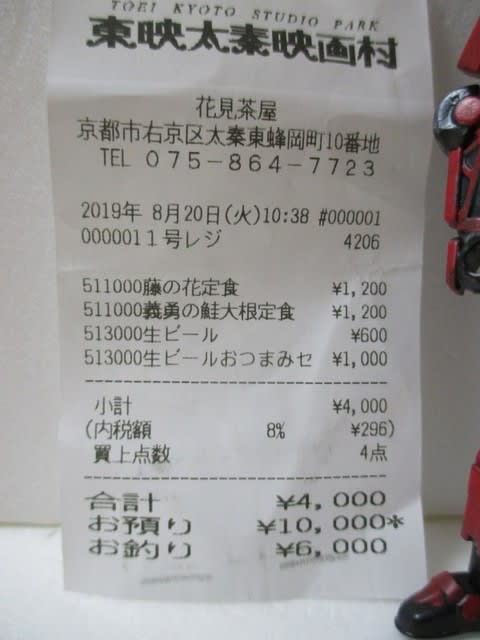 TOEI KYOTO STUDIO PARK
東映太秦映画村
花見茶屋
京都市右京区太秦東蜂岡町10番地
TEL 075-864-7723
2019年 8月20日(火)10:38 #000001
0000011号レジ 4206
511000藤の花定食 ¥1,200
511000義勇の鮭大根定食 ¥1,200
513000生ビール ¥600
513000生ビールおつまみセ ¥1,000
小計 ¥4,000
(内税額 8% ¥296)
買上点数 4点
合計 ¥4,000
お預り ¥10,000*
お釣り ¥6,000